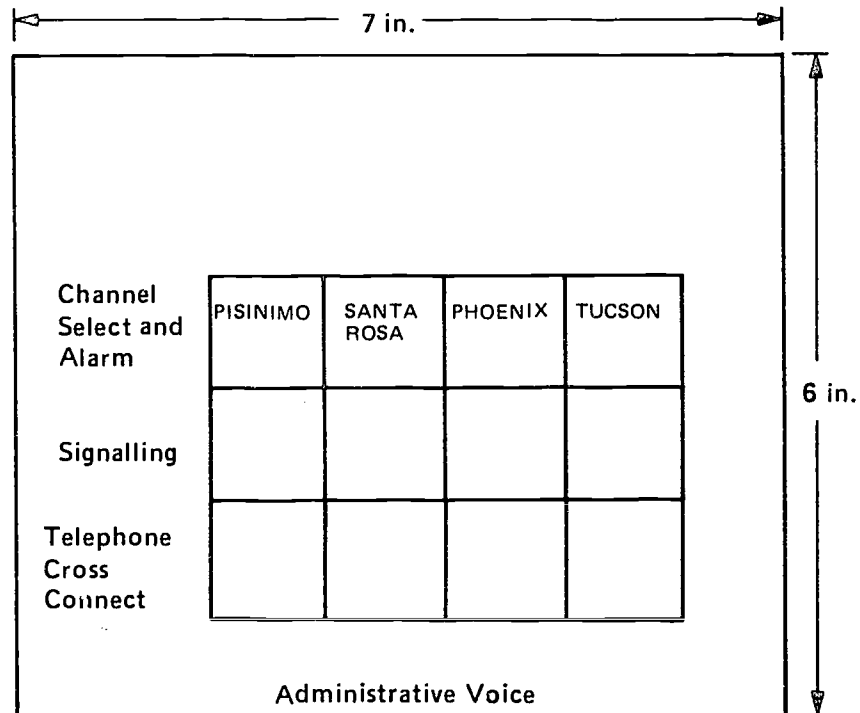 7 in.
Channel
Select and
Alarm
PISINIMO
SANTA
ROSA
PHOENIX
TUCSON
6 in.
Signalling
Telephone
Cross
Connect
Administrative Voice